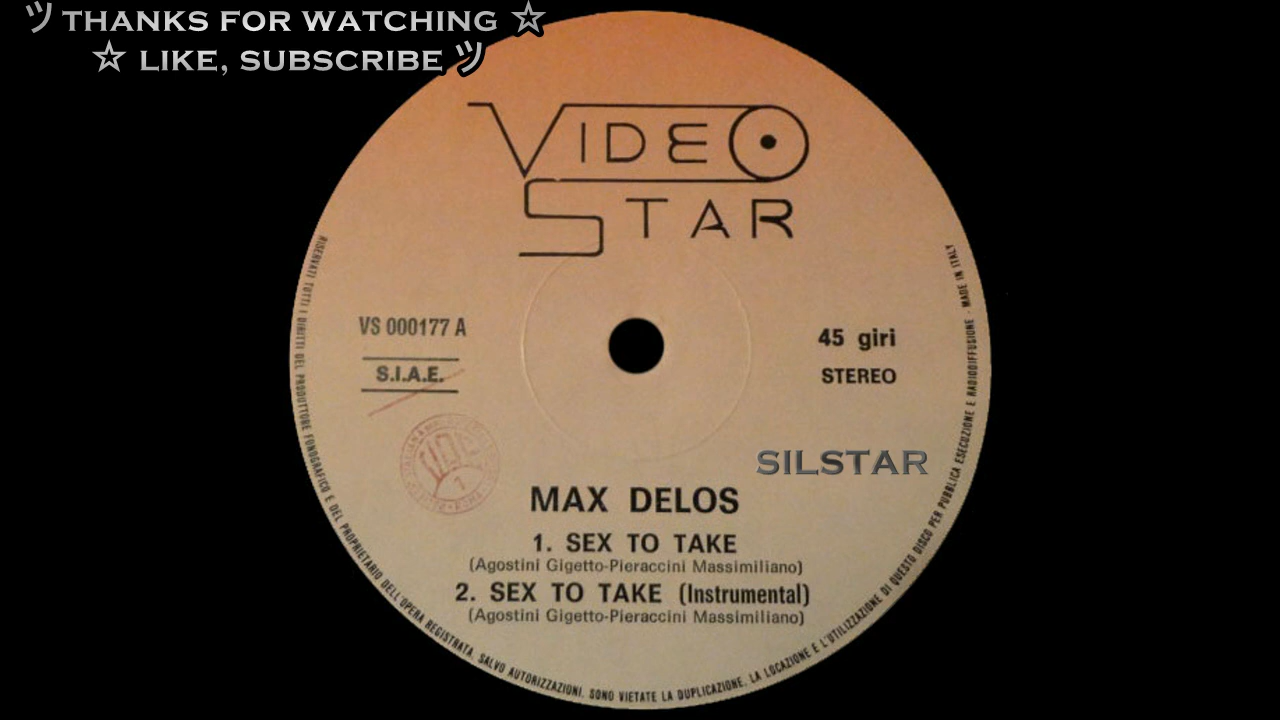 ツ THANKS FOR WATCHING ☆
☆ LIKE, SUBSCRIBE ツ
VIDEO
STAR
VS 000177 A
S.I.A.E.
45 giri
STEREO
SILSTAR
MAX DELOS
1. SEX TO TAKE
(Agostini Gigetto-Pieraccini Massimiliano)
2. SEX TO TAKE (Instrumental)
(Agostini Gigetto-Pieraccini Massimiliano)
RISERVATI TUTTI I DIRITTI DEL PRODUTTORE FONOGRAFICO E DEL PROPRIETARIO DELL'OPERA REGISTRATA. SALVO AUTORIZZAZIONI, SONO VIETATE LA DUPLICAZIONE, LA LOCAZIONE E L'UTILIZZAZIONE DI QUESTO DISCO PER PUBBLICA ESECUZIONE E RADIODIFFUSIONE - MADE IN ITALY